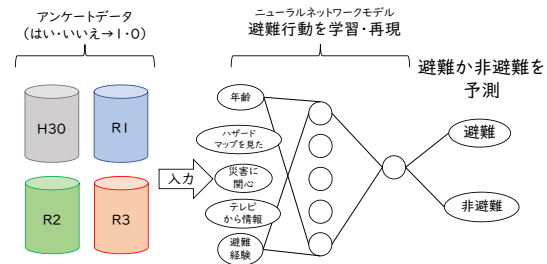 アンケートデータ
(はい・いいえ→1・0)
ニューラルネットワークモデル
避難行動を学習・再現
避難か非避難を
予測
H30
R1
R2
R3
入力
年齢
ハザード
マップを見た
災害に
関心
テレビ
から情報
避難
経験
避難
非避難